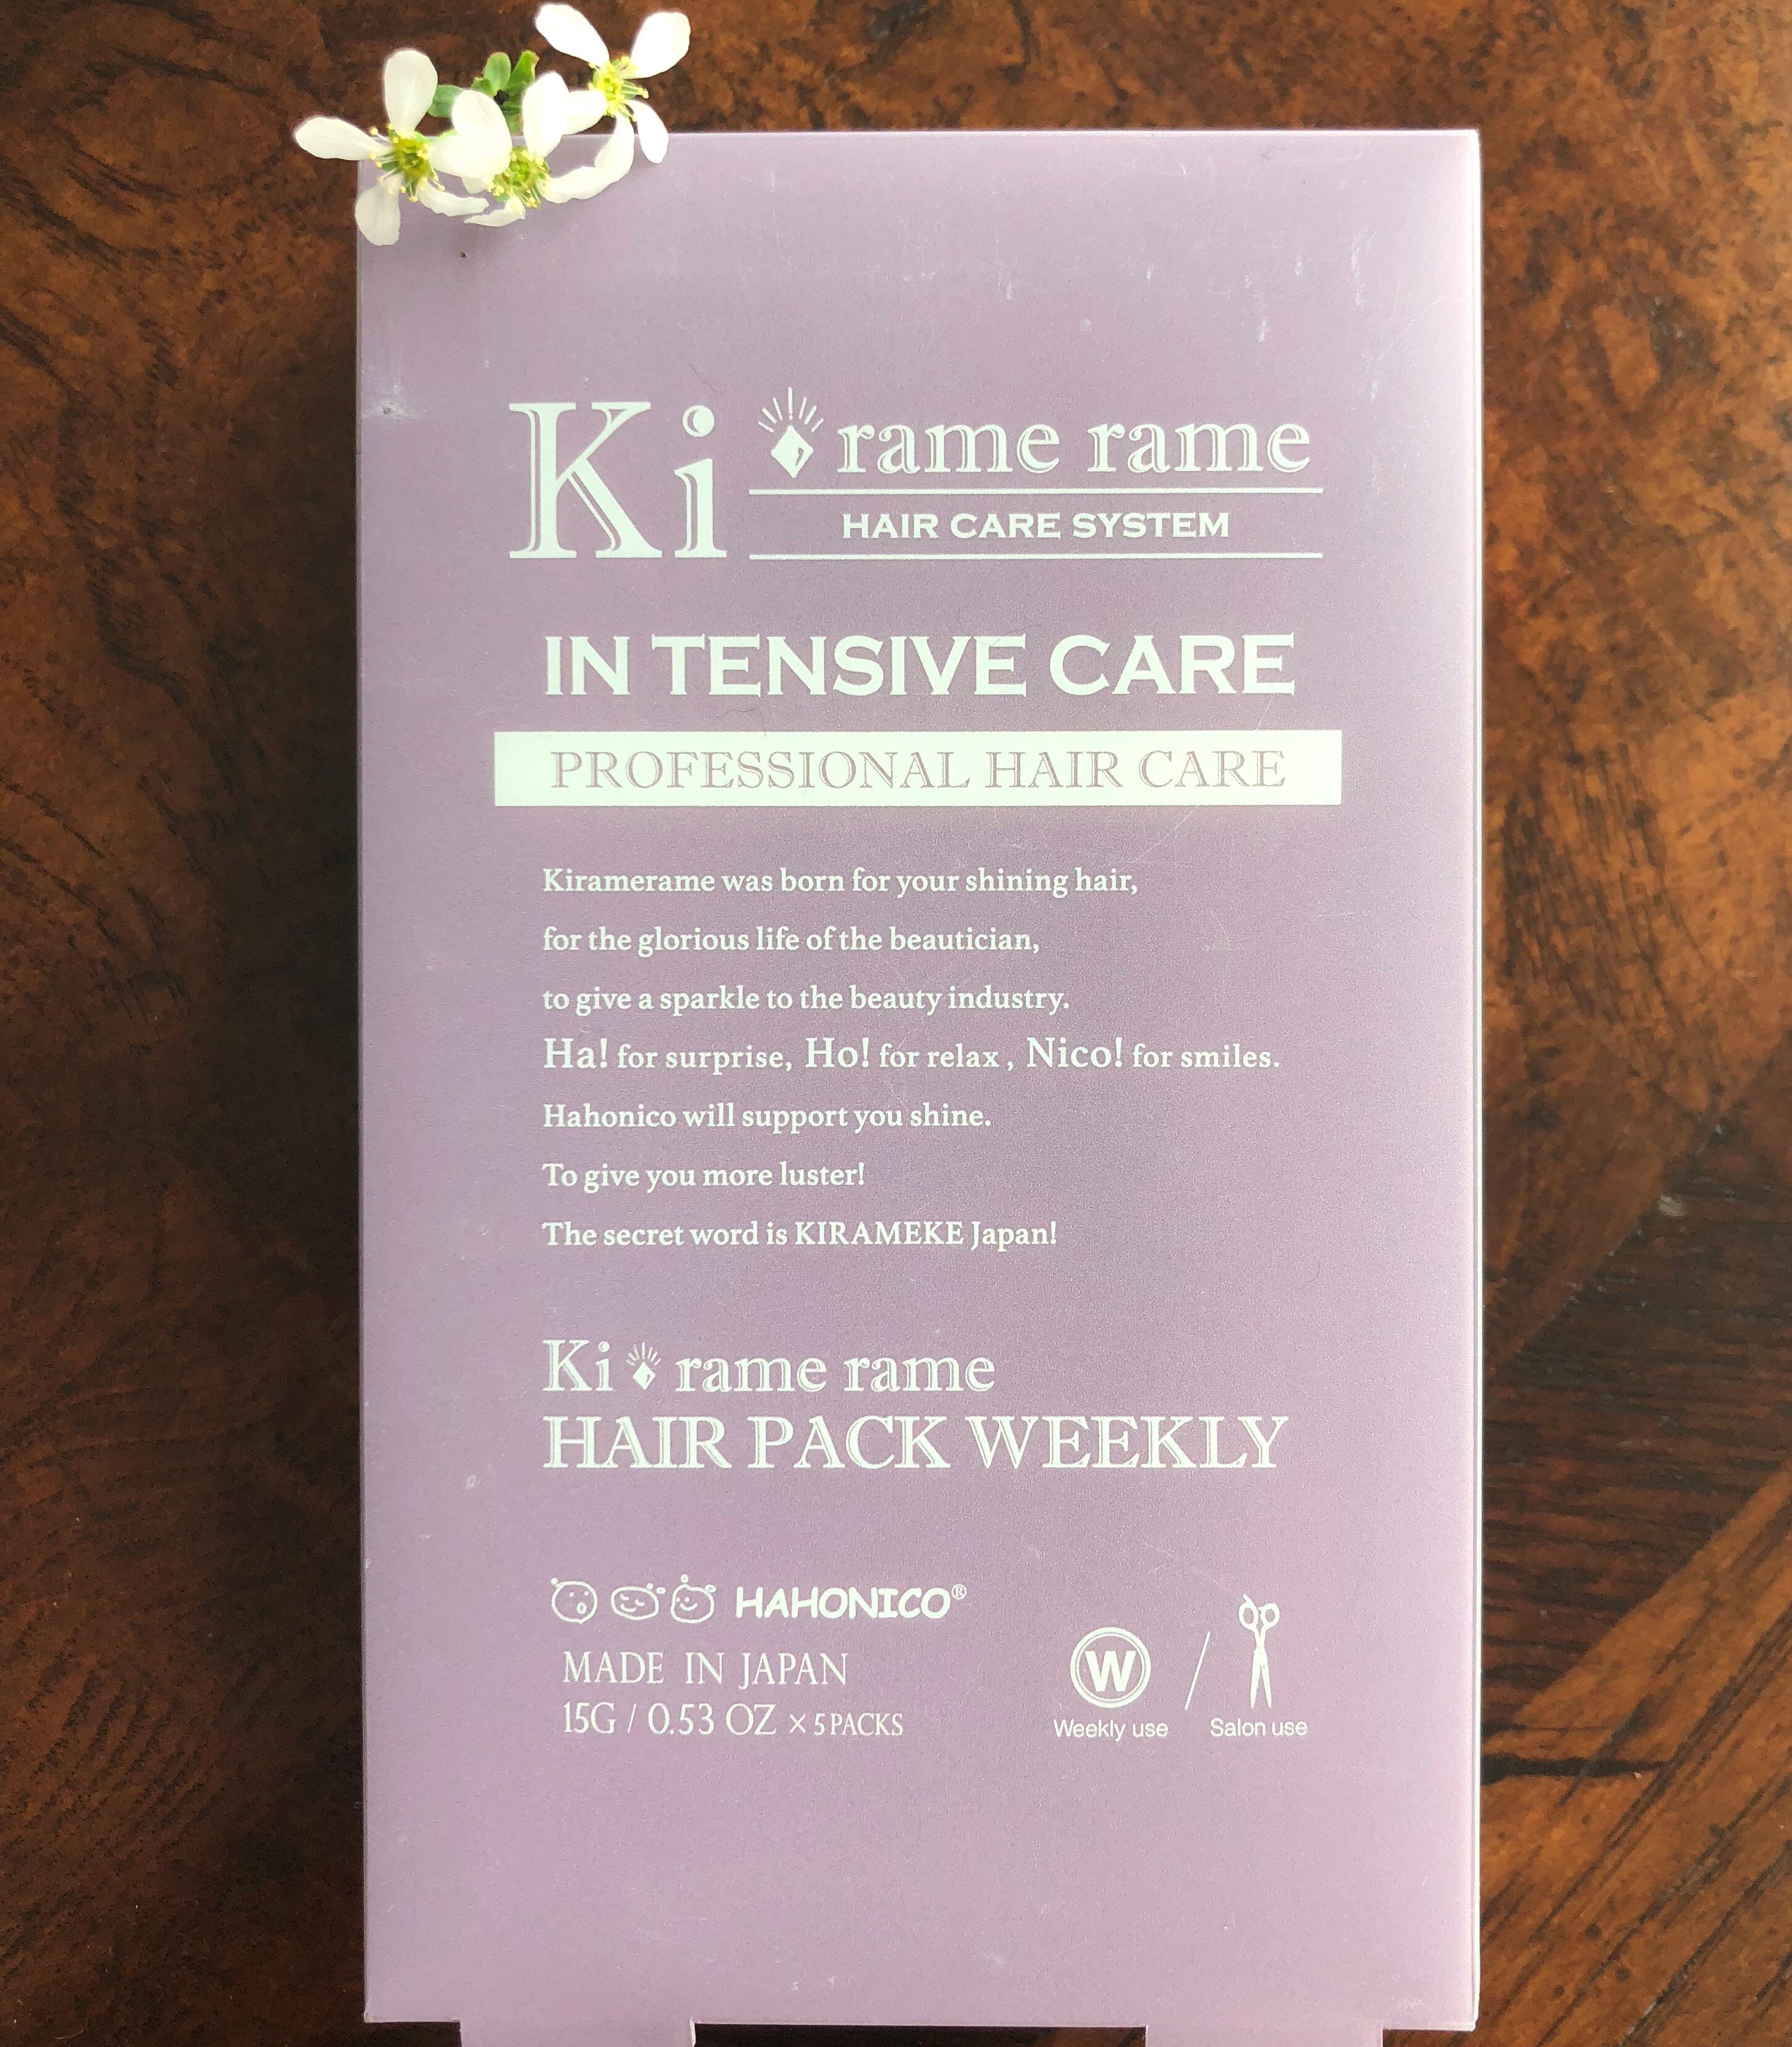 Ki rame rame
HAIR CARE SYSTEM
IN TENSIVE CARE
PROFESSIONAL HAIR CARE
Kiramerame was born for your shining hair,
for the glorious life of the beautician,
to give a sparkle to the beauty industry.
Ha! for surprise, Ho! for relax , Nico! for smiles.
Hahonico will support you shine.
To give you more luster!
The secret word is KIRAMEKE Japan!
Ki rame rame
HAIR PACK WEEKLY
HAHONICO®
MADE IN JAPAN
15G / 0.53 OZ × 5 PACKS
W
Weekly use / Salon use